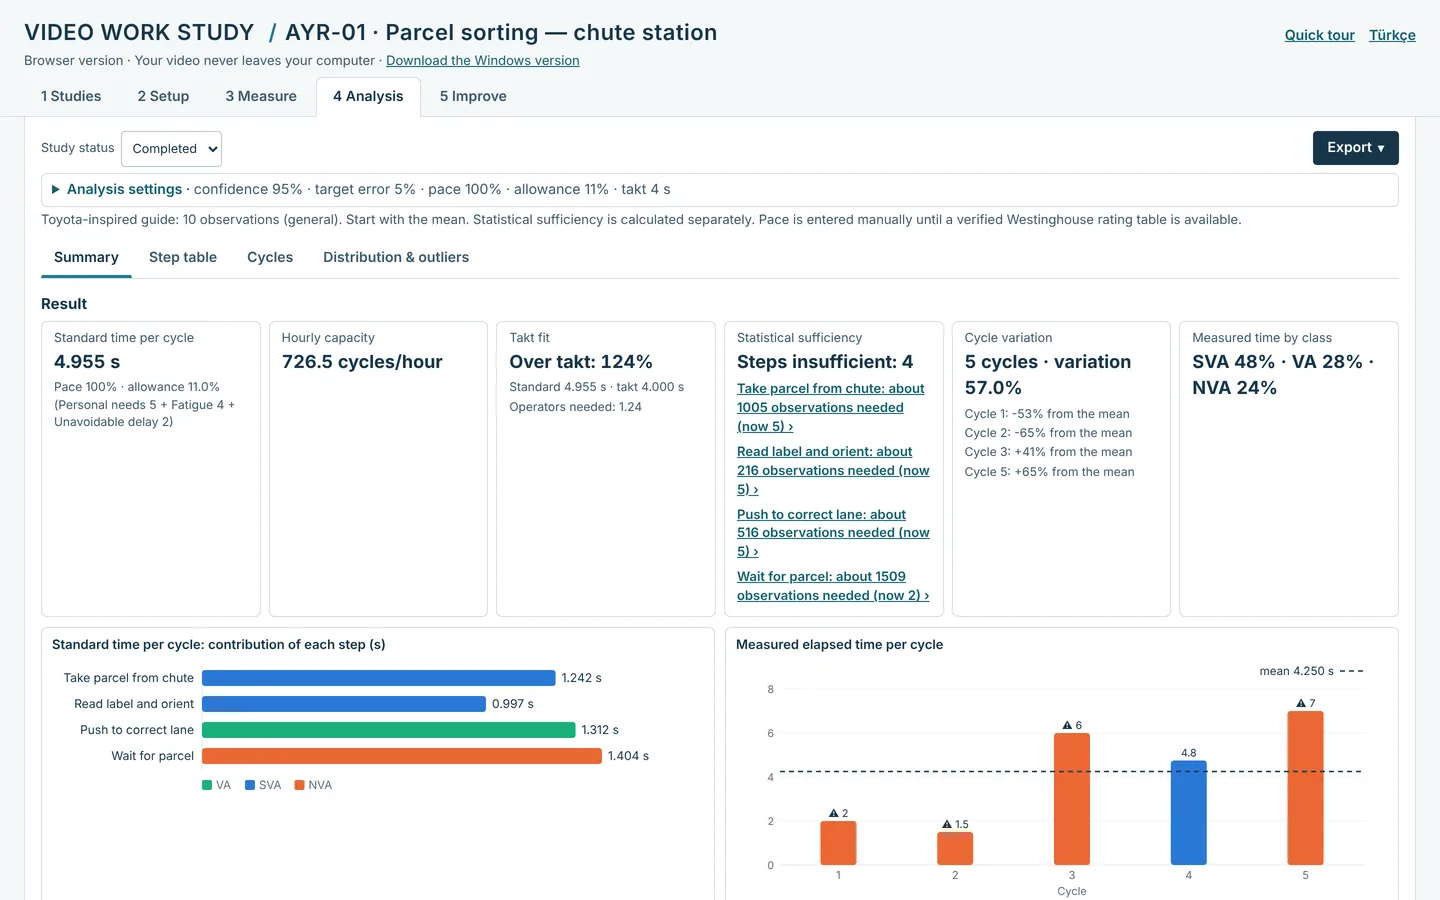 VIDEO WORK STUDY / AYR-01 · Parcel sorting — chute station
Quick tour Türkçe
Browser version · Your video never leaves your computer · Download the Windows version
1 Studies 2 Setup 3 Measure 4 Analysis 5 Improve
Study status Completed Export ▾
▶ Analysis settings · confidence 95% · target error 5% · pace 100% · allowance 11% · takt 4 s
Toyota-inspired guide: 10 observations (general). Start with the mean. Statistical sufficiency is calculated separately. Pace is entered manually until a verified Westinghouse rating table is available.
Summary Step table Cycles Distribution & outliers
Result
Standard time per cycle
4.955 s
Pace 100% · allowance 11.0%
(Personal needs 5 + Fatigue 4 +
Unavoidable delay 2)
Hourly capacity
726.5 cycles/hour
Takt fit
Over takt: 124%
Standard 4.955 s · takt 4.000 s
Operators needed: 1.24
Statistical sufficiency
Steps insufficient: 4
Take parcel from chute: about
1005 observations needed
(now 5) ›
Read label and orient: about
216 observations needed (now
5) ›
Push to correct lane: about
516 observations needed (now
5) ›
Wait for parcel: about 1509
observations needed (now 2) ›
Cycle variation
5 cycles · variation
57.0%
Cycle 1: -53% from the mean
Cycle 2: -65% from the mean
Cycle 3: +41% from the mean
Cycle 5: +65% from the mean
Measured time by class
SVA 48% · VA 28% ·
NVA 24%
Standard time per cycle: contribution of each step (s)
Take parcel from chute 1.242 s
Read label and orient 0.997 s
Push to correct lane 1.312 s
Wait for parcel 1.404 s
VA SVA NVA
Measured elapsed time per cycle
mean 4.250 s
8
6
4
2
0
⚠ 2
⚠ 1.5
⚠ 6
4.8
⚠ 7
1 2 3 4 5
Cycle